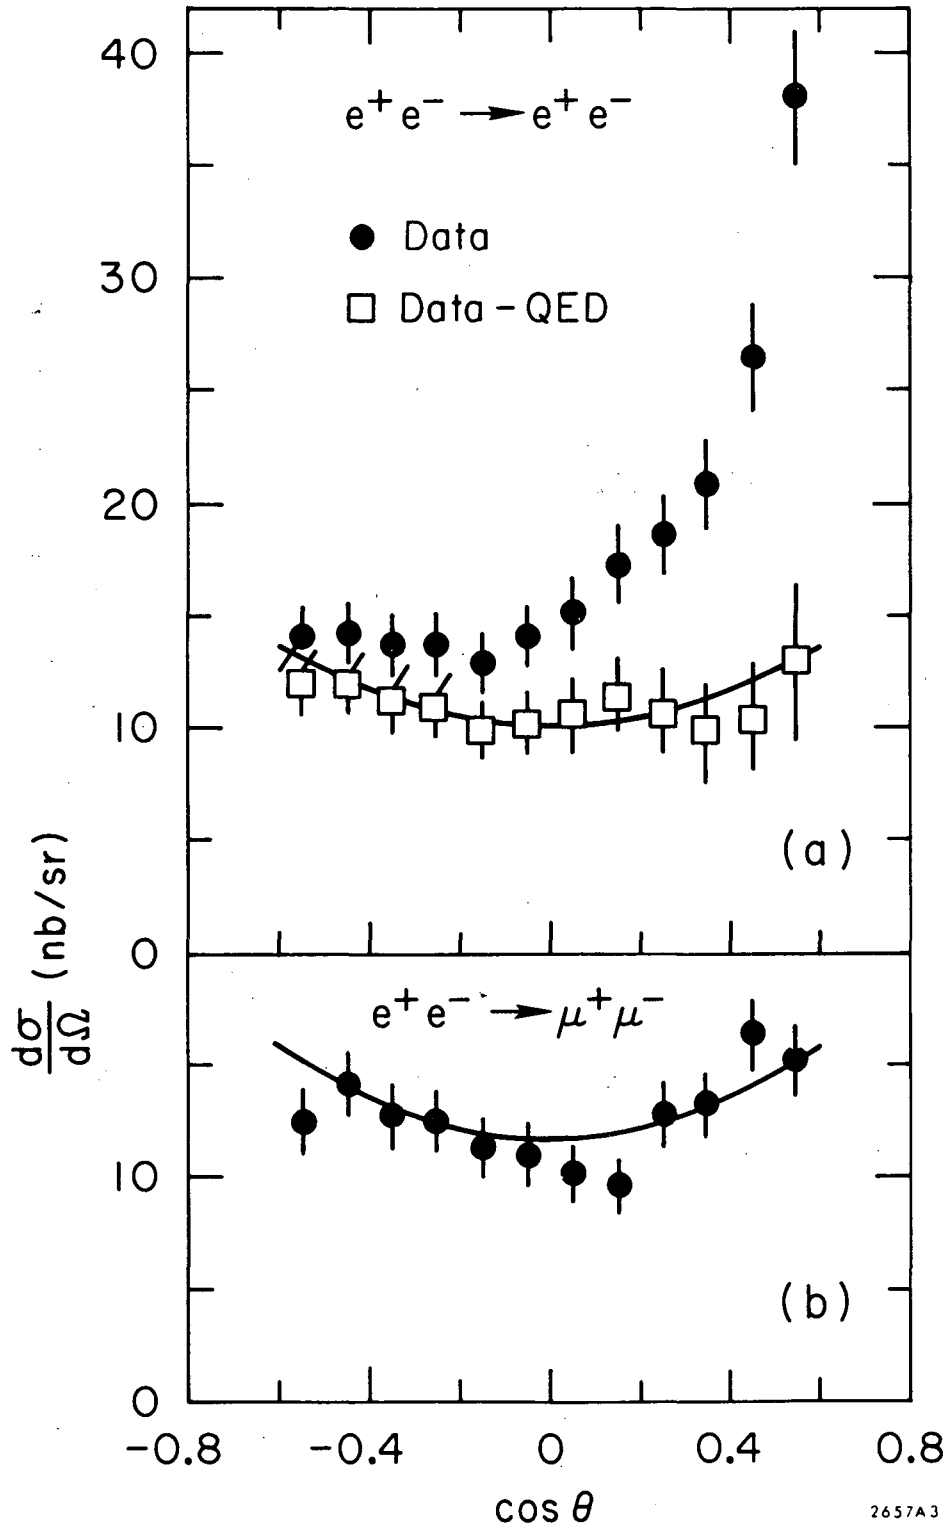 40
e⁺e⁻ → e⁺e⁻
● Data
30
□ Data - QED
20
10
(a)
0
dσ/dΩ (nb/sr)
e⁺e⁻ → μ⁺μ⁻
10
(b)
0
-0.8 -0.4 0 0.4 0.8
cos θ
2657A3